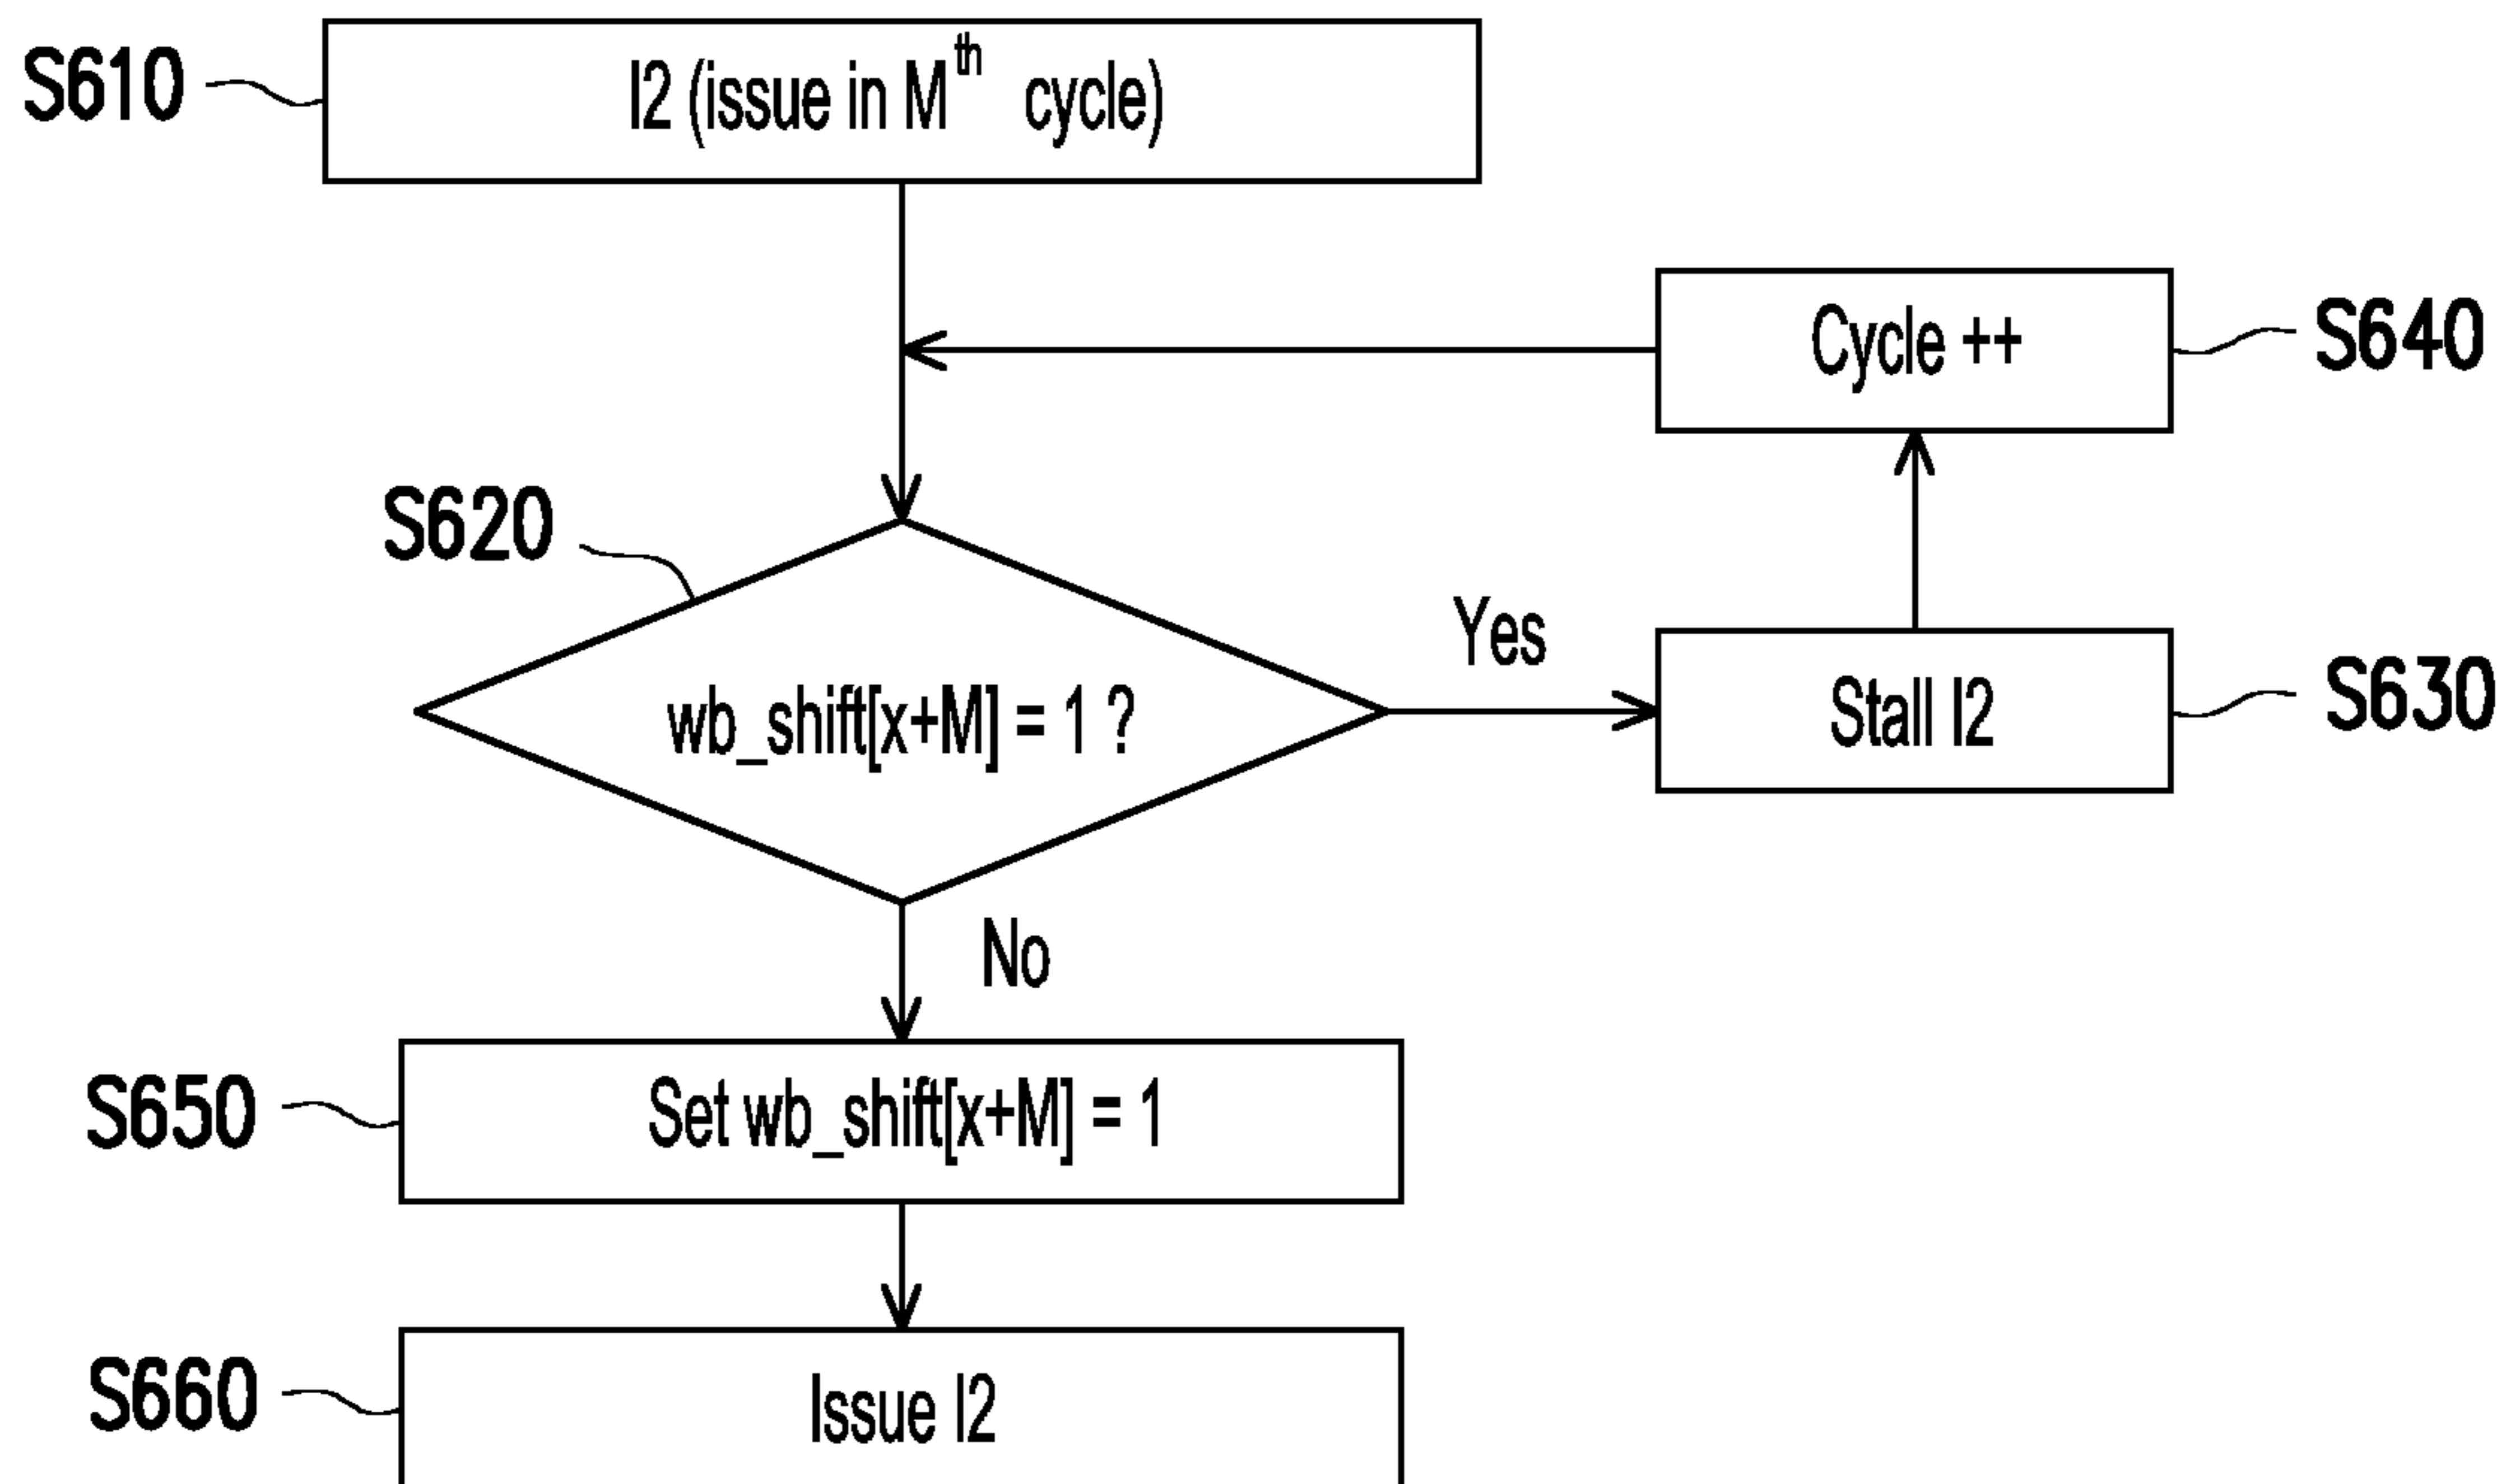 S610
I2 (issue in Mth cycle)
Cycle ++
S640
S620
wb_shift[x+M] = 1 ?
Yes
Stall I2
S630
No
S650
Set wb_shift[x+M] = 1
S660
Issue I2